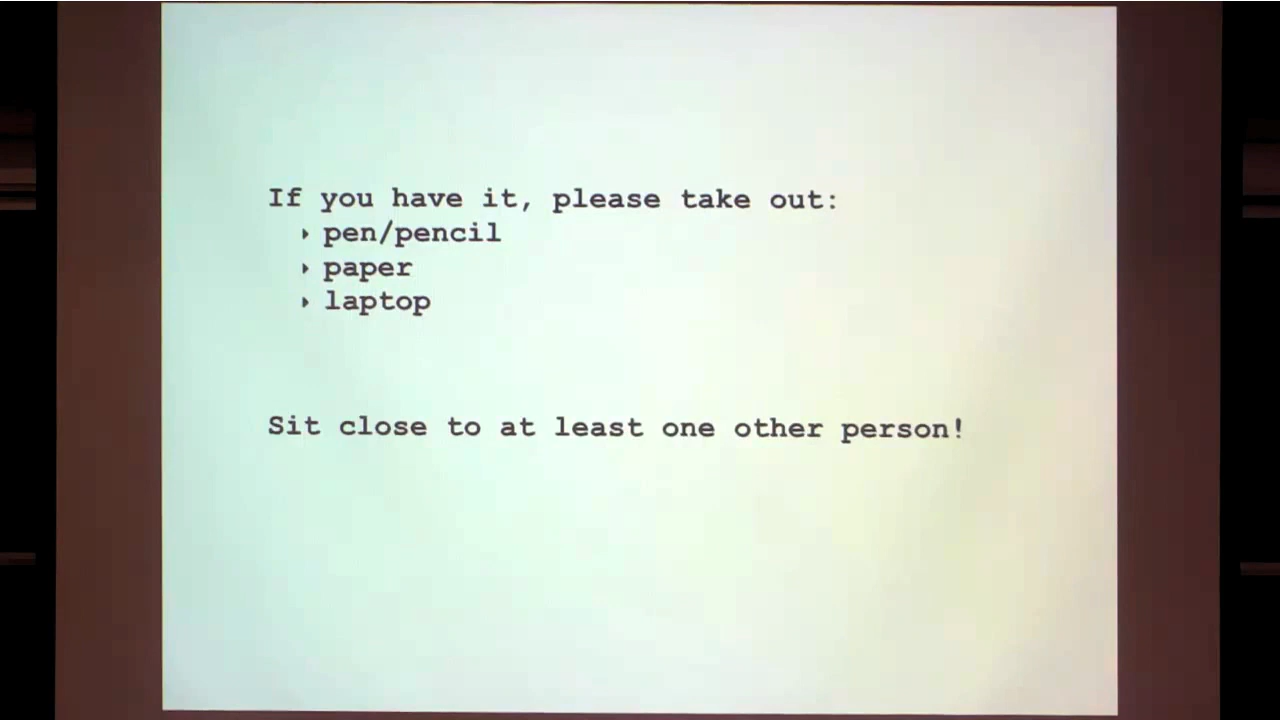 If you have it, please take out:
‣ pen/pencil
‣ paper
‣ laptop
Sit close to at least one other person!